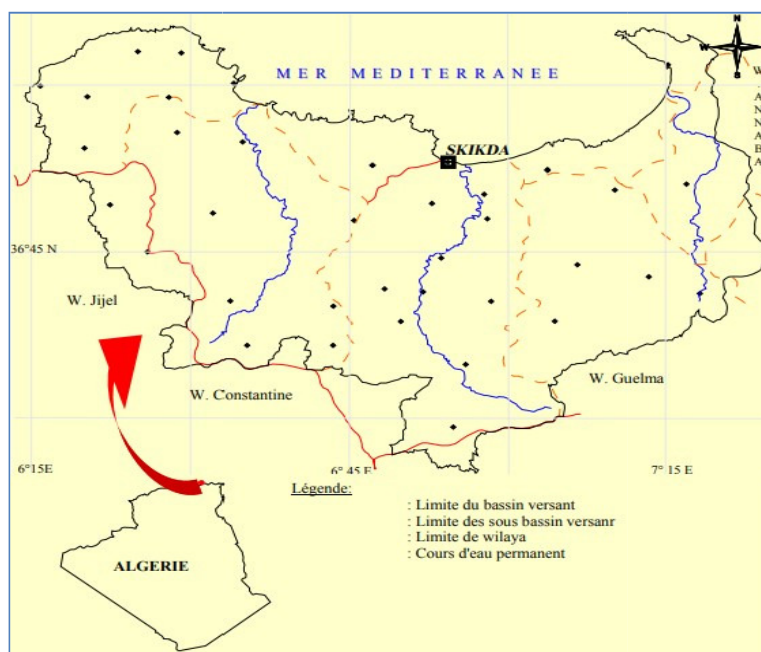 N
W E
S
MER MEDITERRANEE
W. ANNABA
SKIKDA
36°45 N
W. Jijel
W. Guelma
W. Constantine
6°15E
6° 45 E
7° 15 E
Légende:
: Limite du bassin versant
: Limite des sous bassin versanr
: Limite de wilaya
: Cours d'eau permanent
ALGERIE